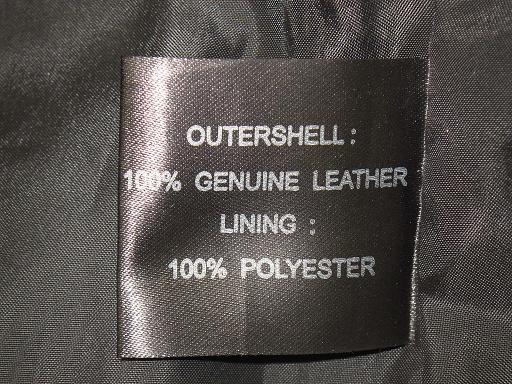 OUTERSHELL :
100% GENUINE LEATHER
LINING :
100% POLYESTER